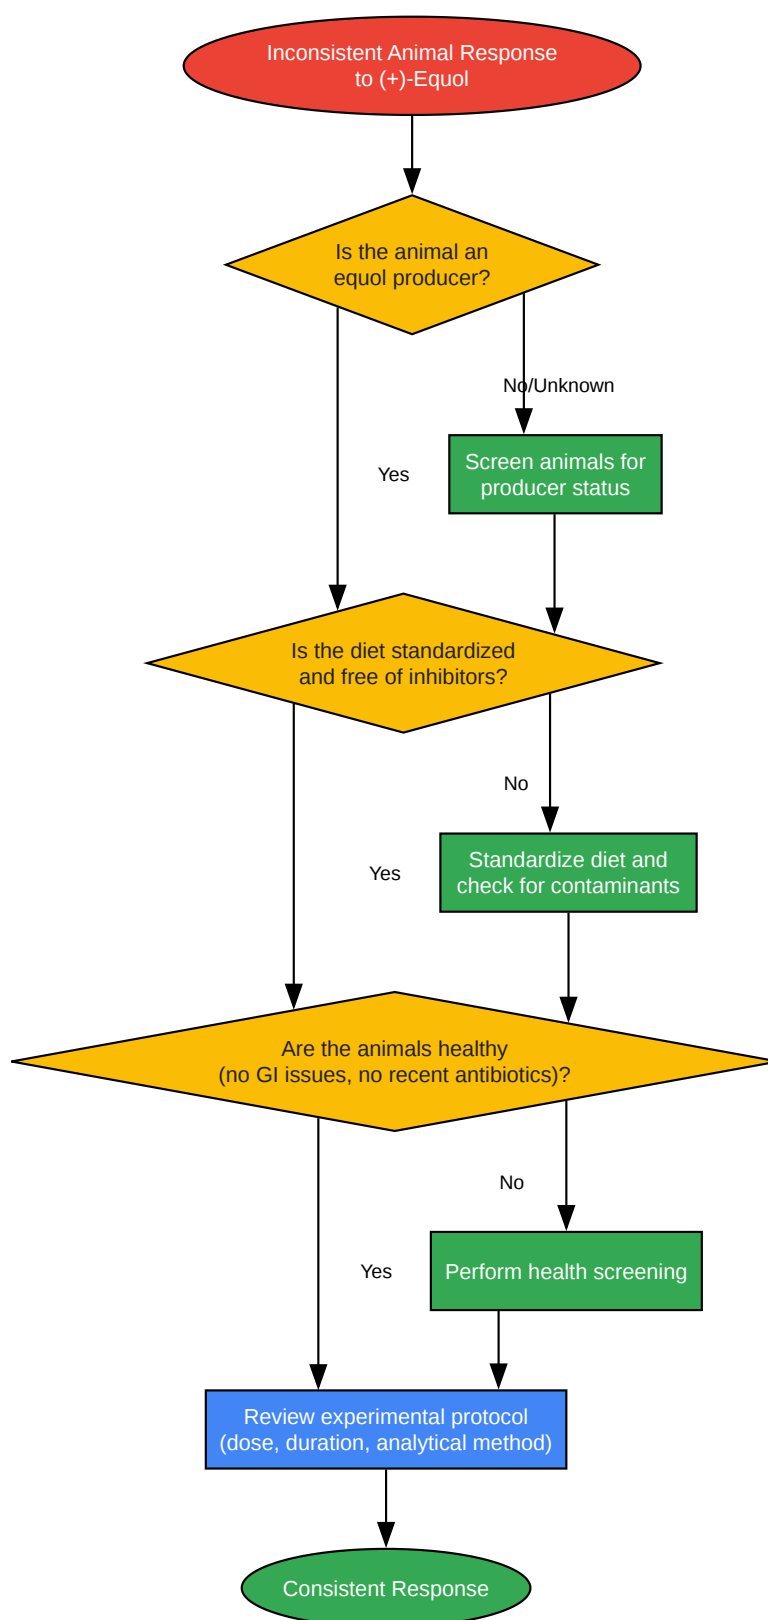 Inconsistent Animal Response
to (+)-Equol
Is the animal an
equol producer?
No/Unknown
Screen animals for
producer status
Yes
Is the diet standardized
and free of inhibitors?
No
Standardize diet and
check for contaminants
Yes
Are the animals healthy
(no GI issues, no recent antibiotics)?
No
Perform health screening
Yes
Review experimental protocol
(dose, duration, analytical method)
Consistent Response